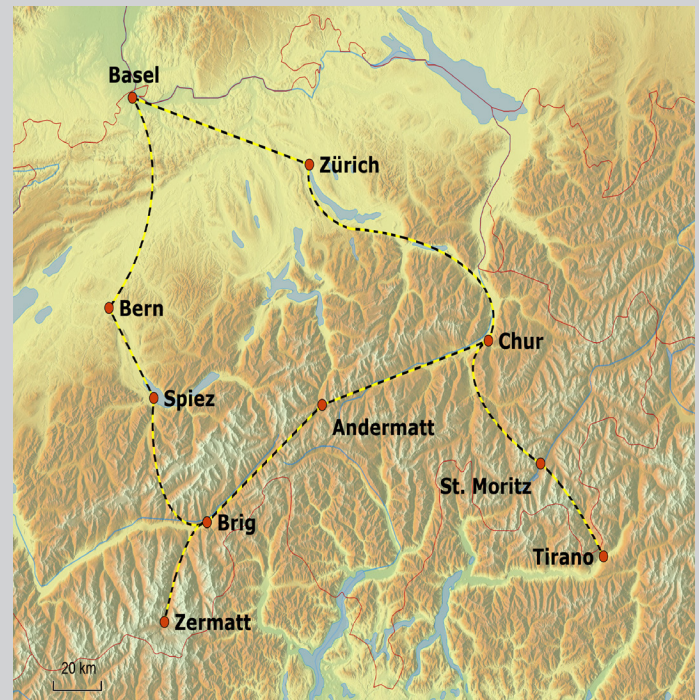 Basel
Zürich
Bern
Chur
Spiez
Andermatt
St. Moritz
Brig
Tirano
Zermatt
20 km